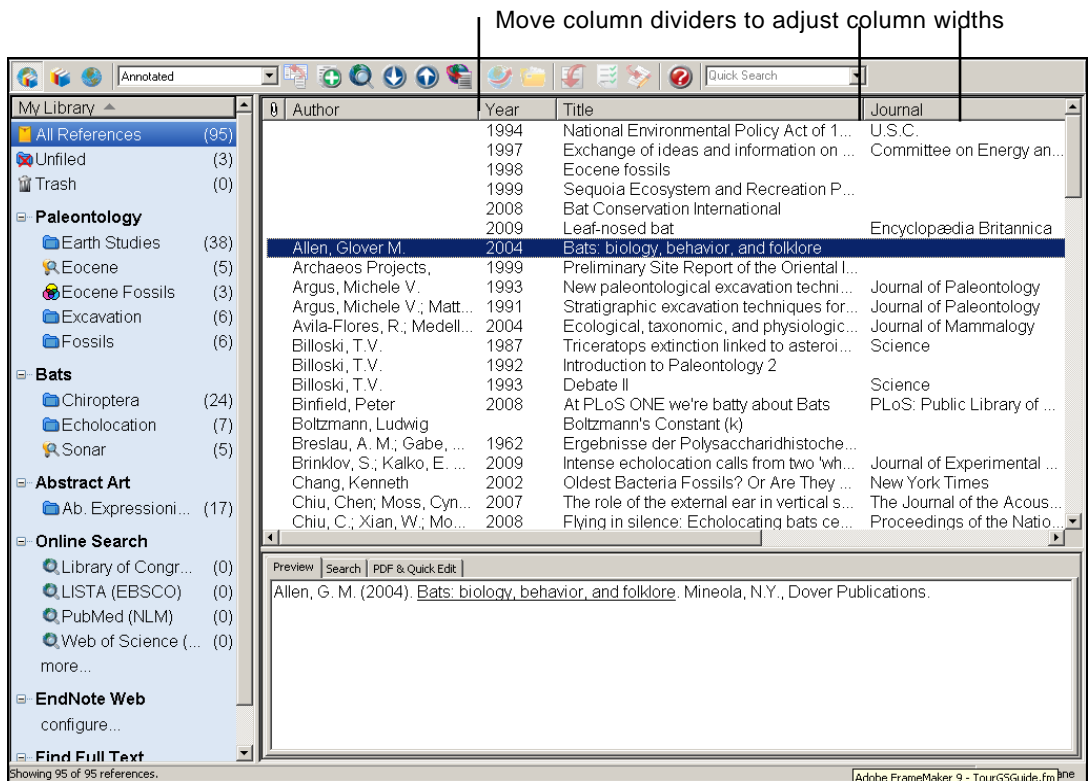 Move column dividers to adjust column widths
Annotated
Quick Search
My Library
All References (95)
Unfiled (3)
Trash (0)
Paleontology
Earth Studies (38)
Eocene (5)
Eocene Fossils (3)
Excavation (6)
Fossils (6)
Bats
Chiroptera (24)
Echolocation (7)
Sonar (5)
Abstract Art
Ab. Expressioni... (17)
Online Search
Library of Congr... (0)
LISTA (EBSCO) (0)
PubMed (NLM) (0)
Web of Science (... (0)
more...
EndNote Web
configure...
Find Full Text
Author Year Title Journal
1994 National Environmental Policy Act of 1... U.S.C.
1997 Exchange of ideas and information on ... Committee on Energy an...
1998 Eocene fossils
1999 Sequoia Ecosystem and Recreation P...
2008 Bat Conservation International
2009 Leaf-nosed bat Encyclopædia Britannica
Allen, Glover M. 2004 Bats: biology, behavior, and folklore
Archaeos Projects, 1999 Preliminary Site Report of the Oriental I...
Argus, Michele V. 1993 New paleontological excavation techni... Journal of Paleontology
Argus, Michele V.; Matt... 1991 Stratigraphic excavation techniques for... Journal of Paleontology
Avila-Flores, R.; Medell... 2004 Ecological, taxonomic, and physiologic... Journal of Mammalogy
Billoski, T.V. 1987 Triceratops extinction linked to asteroi... Science
Billoski, T.V. 1992 Introduction to Paleontology 2
Billoski, T.V. 1993 Debate II Science
Binfield, Peter 2008 At PLoS ONE we're batty about Bats PLoS: Public Library of ...
Boltzmann, Ludwig Boltzmann's Constant (k)
Breslau, A. M.; Gabe, ... 1962 Ergebnisse der Polysaccharidhistoche...
Brinklov, S.; Kalko, E. ... 2009 Intense echolocation calls from two 'wh... Journal of Experimental ...
Chang, Kenneth 2002 Oldest Bacteria Fossils? Or Are They ... New York Times
Chiu, Chen; Moss, Cyn... 2007 The role of the external ear in vertical s... The Journal of the Acous...
Chiu, C.; Xian, W.; Mo... 2008 Flying in silence: Echolocating bats ce... Proceedings of the Natio...
Preview Search PDF & Quick Edit
Allen, G. M. (2004). Bats: biology, behavior, and folklore. Mineola, N.Y., Dover Publications.
Showing 95 of 95 references.
Adobe FrameMaker 9 - TourGSGuide.fm